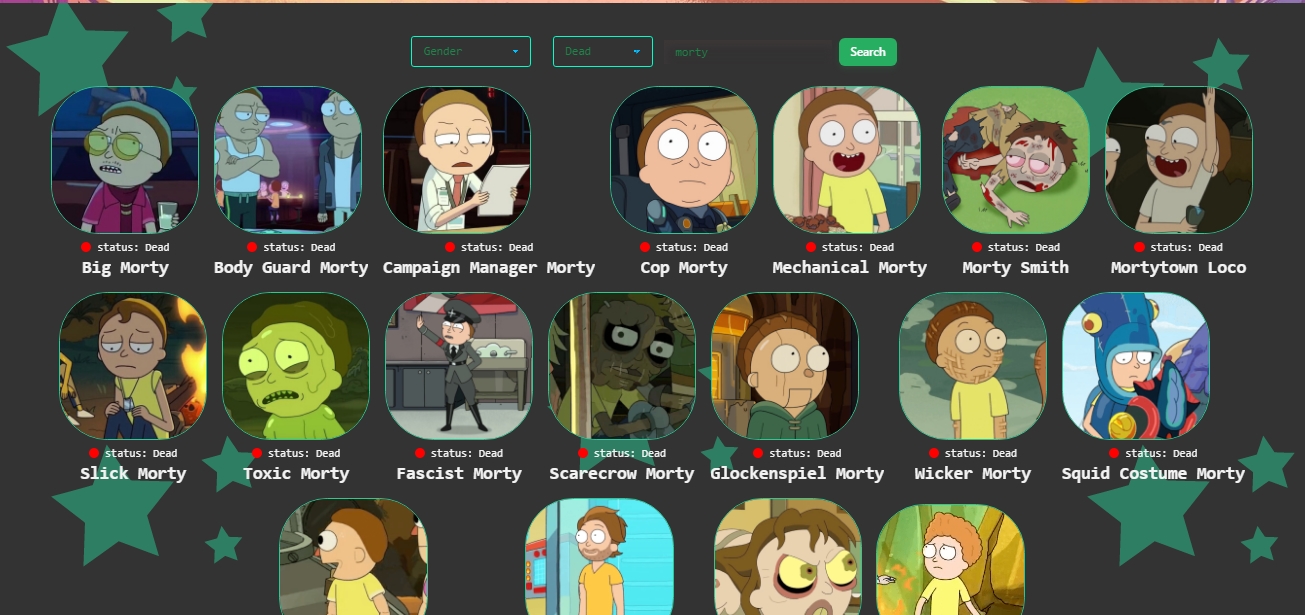 Gender Dead morty Search
status: Dead status: Dead status: Dead status: Dead status: Dead status: Dead status: Dead
Big Morty Body Guard Morty Campaign Manager Morty Cop Morty Mechanical Morty Morty Smith Mortytown Loco
status: Dead status: Dead status: Dead status: Dead status: Dead status: Dead status: Dead
Slick Morty Toxic Morty Fascist Morty Scarecrow Morty Glockenspiel Morty Wicker Morty Squid Costume Morty